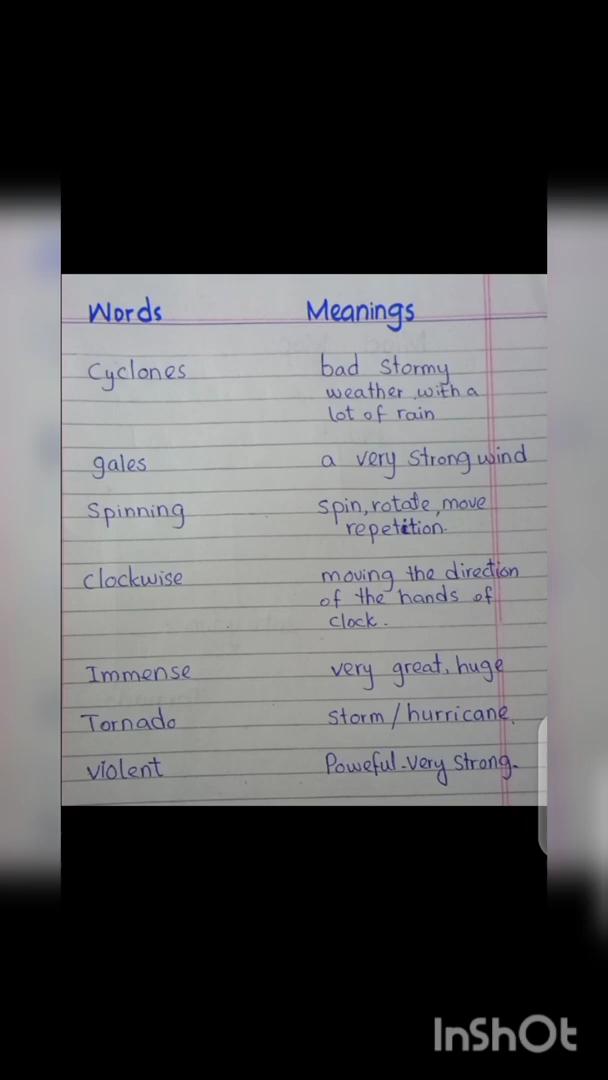 Words Meanings
Cyclones bad stormy
weather with a
lot of rain
gales a very strong wind
Spinning spin, rotate, move
repetition.
clockwise moving the direction
of the hands of
clock.
Immense very great, huge
Tornado storm / hurricane.
violent Poweful - very strong.
InShOt